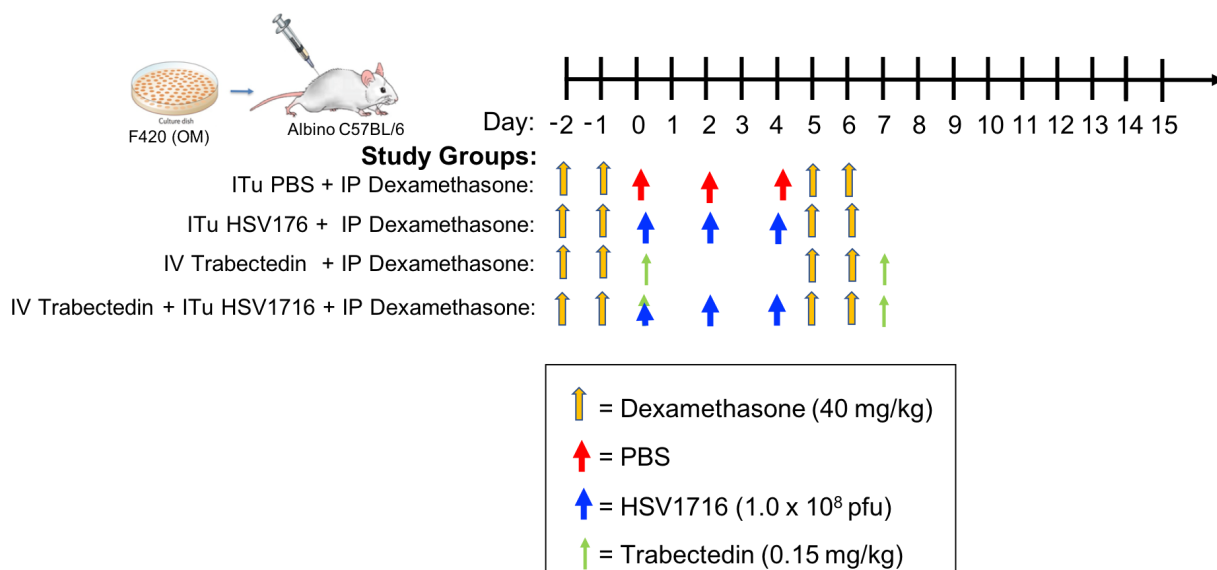 Culture dish
F420 (OM)
Albino C57BL/6
Day: -2 -1 0 1 2 3 4 5 6 7 8 9 10 11 12 13 14 15
Study Groups:
ITu PBS + IP Dexamethasone:
ITu HSV176 + IP Dexamethasone:
IV Trabectedin + IP Dexamethasone:
IV Trabectedin + ITu HSV1716 + IP Dexamethasone:
= Dexamethasone (40 mg/kg)
= PBS
= HSV1716 (1.0 x 10⁸ pfu)
= Trabectedin (0.15 mg/kg)